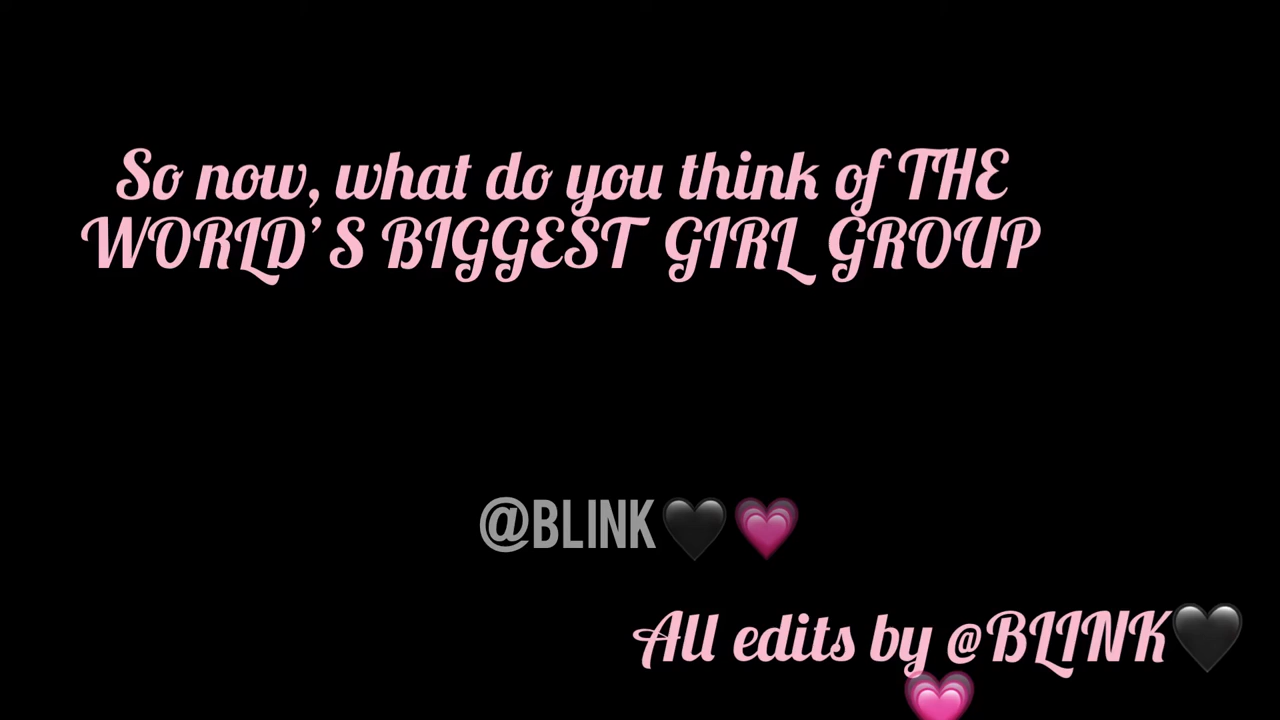 So now, what do you think of THE
WORLD’S BIGGEST GIRL GROUP
@BLINK🖤💗
All edits by @BLINK🖤
💗